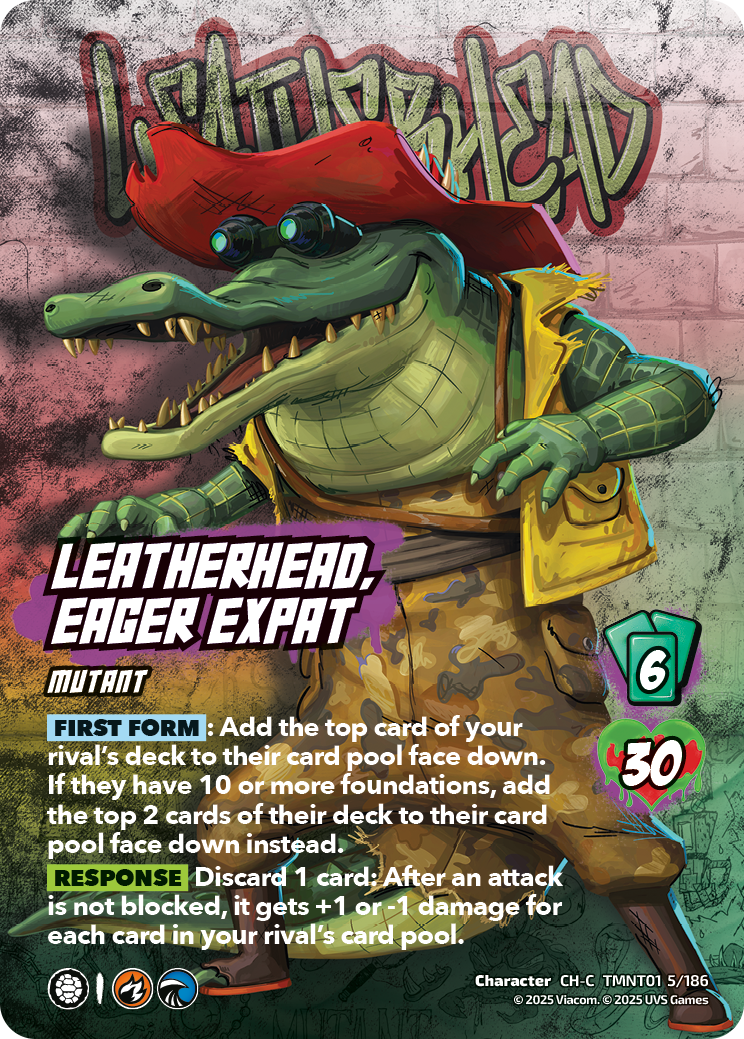 LEATHERHEAD
LEATHERHEAD,
EAGER EXPAT
MUTANT
6
30
FIRST FORM : Add the top card of your
rival's deck to their card pool face down.
If they have 10 or more foundations, add
the top 2 cards of their deck to their card
pool face down instead.
RESPONSE Discard 1 card: After an attack
is not blocked, it gets +1 or -1 damage for
each card in your rival's card pool.
Character CH-C TMNT01 5/186
© 2025 Viacom. © 2025 UVS Games
MUTANT